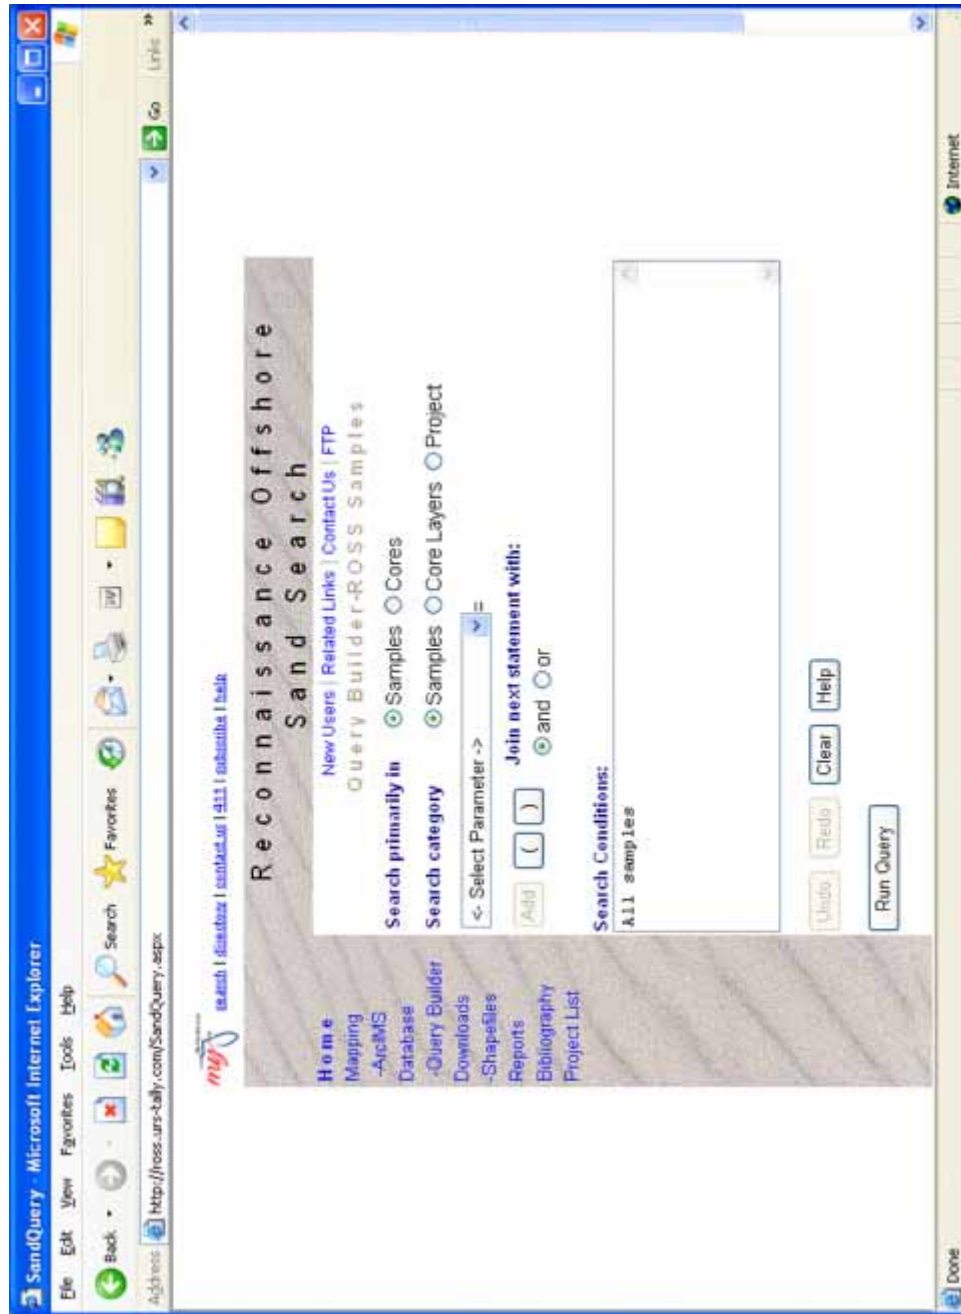 SandQuery - Microsoft Internet Explorer
File Edit View Favorites Tools Help
Back Search Favorites
Address http://ross.urs-tally.com/SandQuery.aspx Go Links »
search | directory | contact us | 411 | subscribe | help
Reconnaissance Offshore
Sand Search
New Users | Related Links | Contact Us | FTP
Query Builder-ROSS Samples
Home
Mapping
-ArcIMS
Database
-Query Builder
Downloads
-Shapefiles
Reports
Bibliography
Project List
Search primarily in Samples Cores
Search category Samples Core Layers Project
<- Select Parameter -> =
Add ( ) Join next statement with:
and or
Search Conditions:
All samples
Undo Redo Clear Help
Run Query
Done Internet